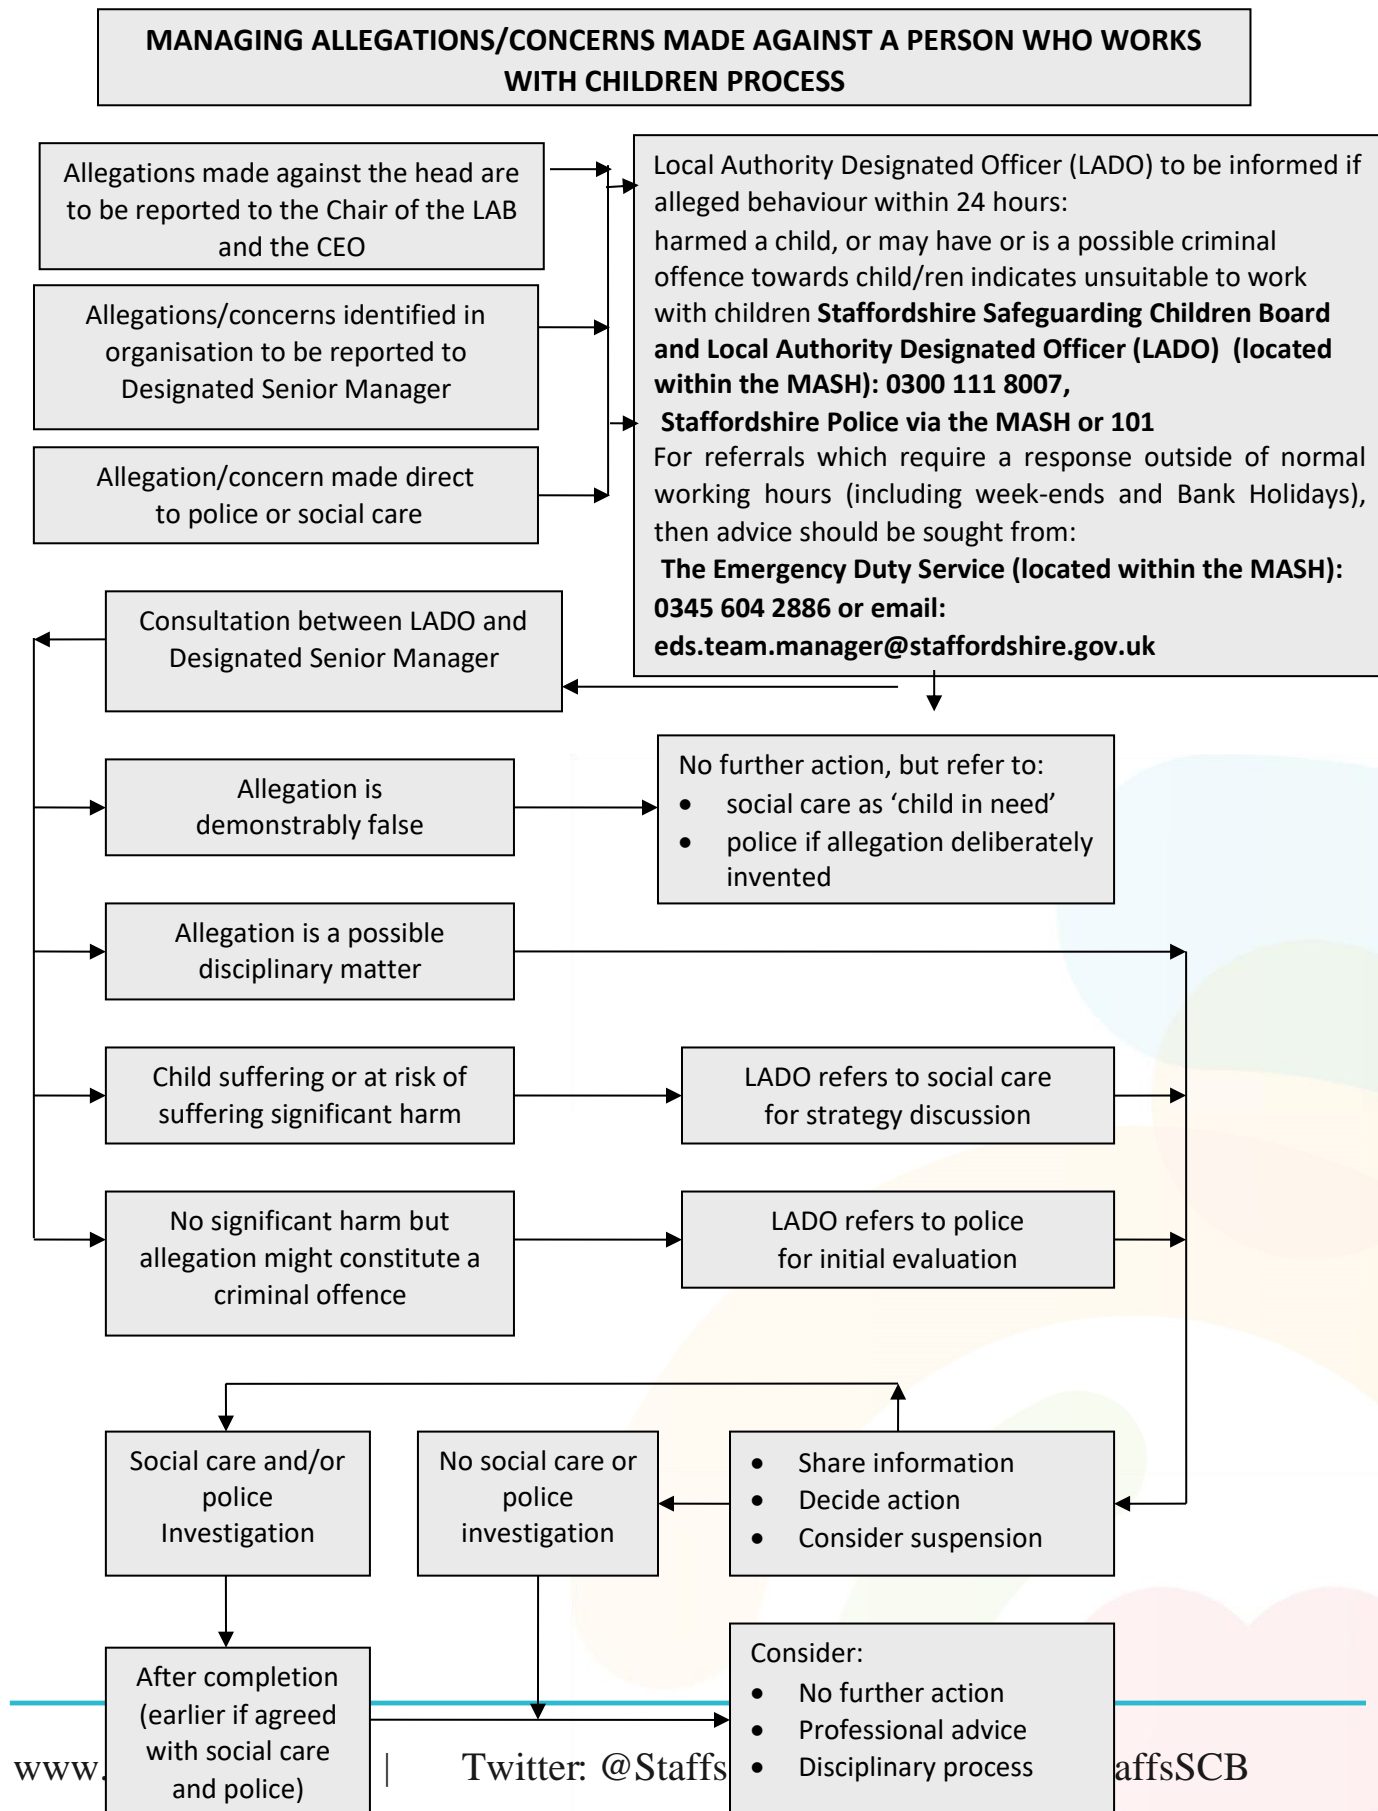 MANAGING ALLEGATIONS/CONCERNS MADE AGAINST A PERSON WHO WORKS
WITH CHILDREN PROCESS
Allegations made against the head are
to be reported to the Chair of the LAB
and the CEO
Allegations/concerns identified in
organisation to be reported to
Designated Senior Manager
Allegation/concern made direct
to police or social care
Local Authority Designated Officer (LADO) to be informed if
alleged behaviour within 24 hours:
harmed a child, or may have or is a possible criminal
offence towards child/ren indicates unsuitable to work
with children Staffordshire Safeguarding Children Board
and Local Authority Designated Officer (LADO) (located
within the MASH): 0300 111 8007,
Staffordshire Police via the MASH or 101
For referrals which require a response outside of normal
working hours (including week-ends and Bank Holidays),
then advice should be sought from:
The Emergency Duty Service (located within the MASH):
0345 604 2886 or email:
eds.team.manager@staffordshire.gov.uk
Consultation between LADO and
Designated Senior Manager
Allegation is
demonstrably false
No further action, but refer to:
• social care as ‘child in need’
• police if allegation deliberately
invented
Allegation is a possible
disciplinary matter
Child suffering or at risk of
suffering significant harm
LADO refers to social care
for strategy discussion
No significant harm but
allegation might constitute a
criminal offence
LADO refers to police
for initial evaluation
Social care and/or
police
Investigation
No social care or
police
investigation
• Share information
• Decide action
• Consider suspension
After completion
(earlier if agreed
with social care
and police)
Consider:
• No further action
• Professional advice
• Disciplinary process
www. | Twitter: @Staffs affsSCB